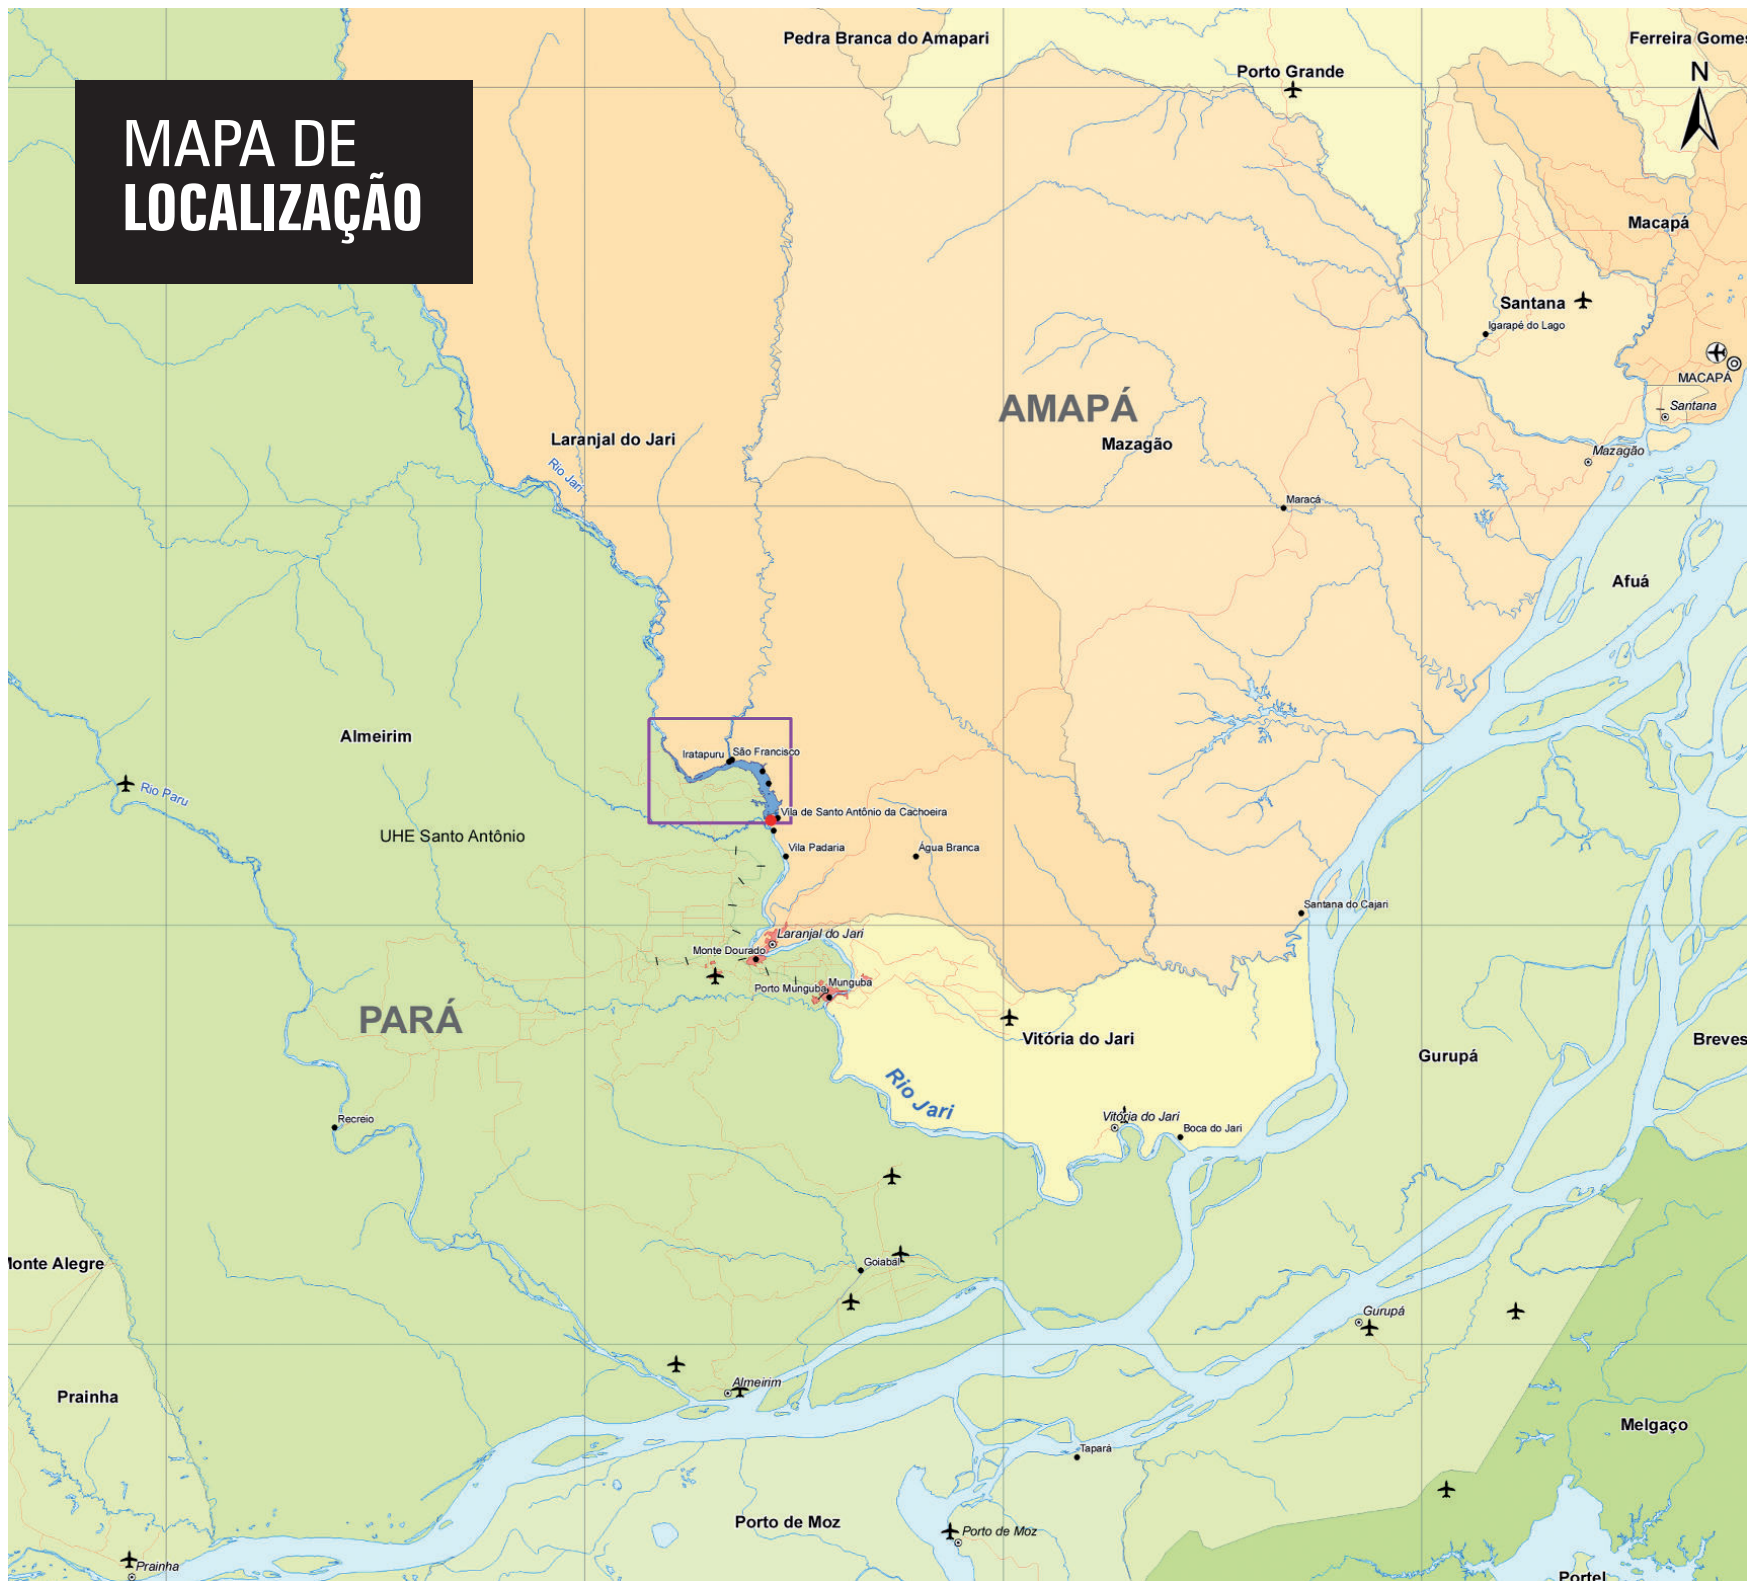 Pedra Branca do Amapari
Ferreira Gomes
Porto Grande
N
MAPA DE
LOCALIZAÇÃO
Macapá
Santana
Igarapé do Lago
MACAPÁ
Santana
AMAPÁ
Laranjal do Jari
Mazagão
Mazagão
Rio Jari
Maracá
Afuá
Almeirim
Iratapuru
São Francisco
Rio Paru
Vila de Santo Antônio da Cachoeira
UHE Santo Antônio
Vila Padaria
Água Branca
Santana do Cajari
Laranjal do Jari
Monte Dourado
Porto Munguba
Munguba
PARÁ
Vitória do Jari
Gurupá
Breves
Rio Jari
Recreio
Vitória do Jari
Boca do Jari
Monte Alegre
Goiabal
Gurupá
Almeirim
Prainha
Melgaço
Tapará
Porto de Moz
Porto de Moz
Prainha
Portel